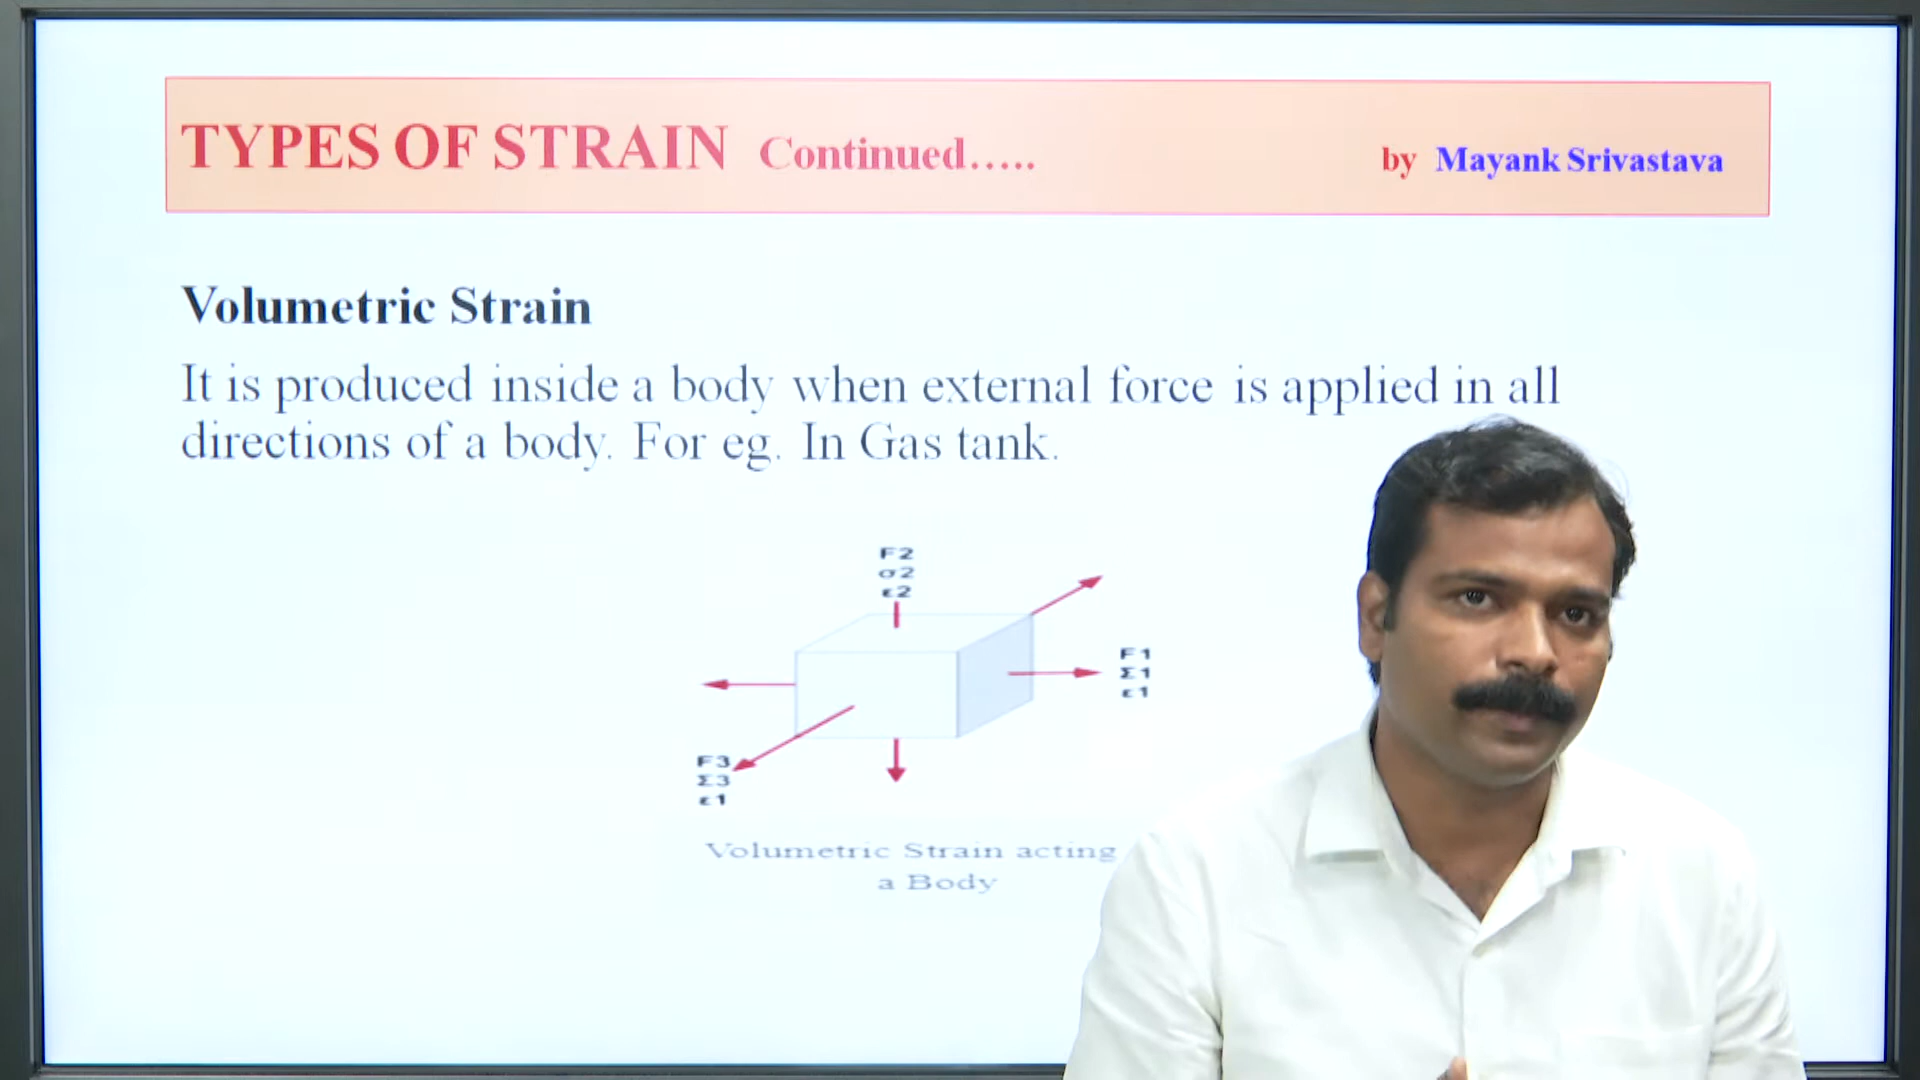 TYPES OF STRAIN Continued.....
by Mayank Srivastava
Volumetric Strain
It is produced inside a body when external force is applied in all
directions of a body. For eg. In Gas tank.
F2
σ2
ε2
F1
Σ1
ε1
F3
Σ3
ε1
Volumetric Strain acting
a Body